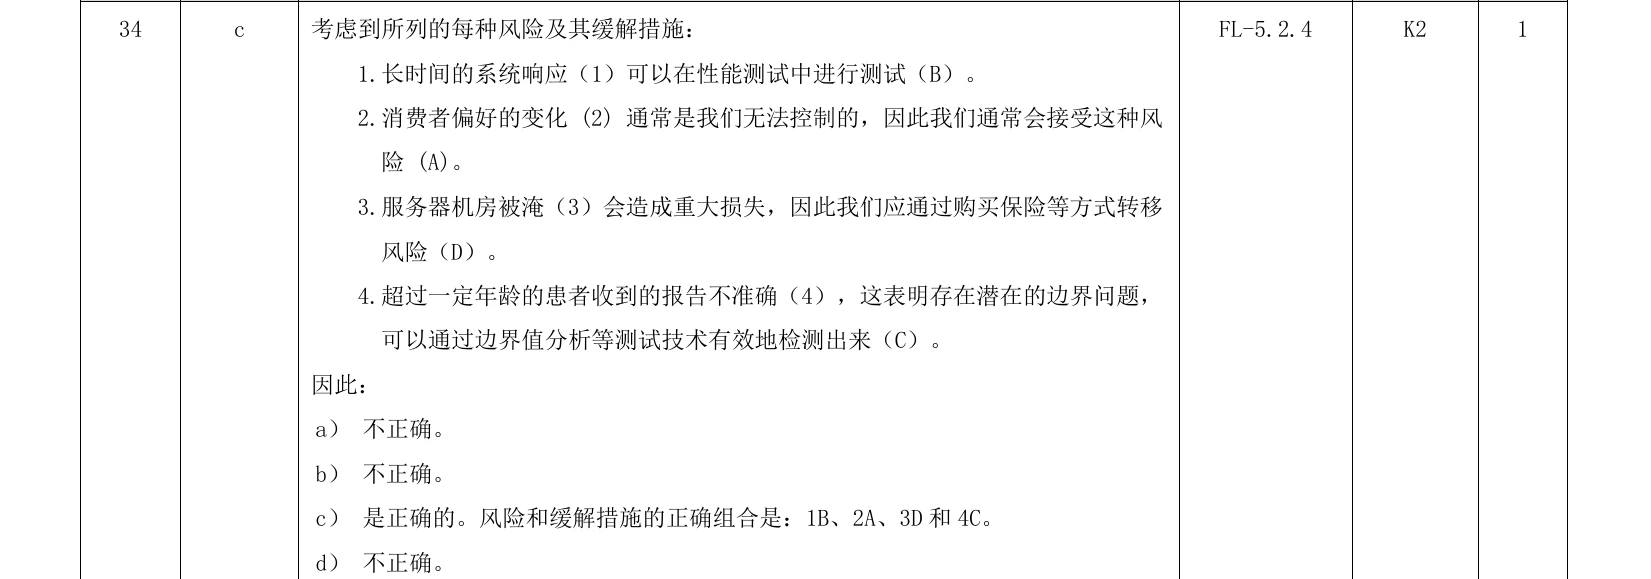 34 c 考虑到所列的每种风险及其缓解措施： FL-5.2.4 K2 1
1.长时间的系统响应（1）可以在性能测试中进行测试（B）。
2.消费者偏好的变化 (2) 通常是我们无法控制的，因此我们通常会接受这种风
险 (A)。
3.服务器机房被淹（3）会造成重大损失，因此我们应通过购买保险等方式转移
风险（D）。
4.超过一定年龄的患者收到的报告不准确（4），这表明存在潜在的边界问题，
可以通过边界值分析等测试技术有效地检测出来（C）。
因此：
a） 不正确。
b） 不正确。
c） 是正确的。风险和缓解措施的正确组合是：1B、2A、3D 和 4C。
d） 不正确。